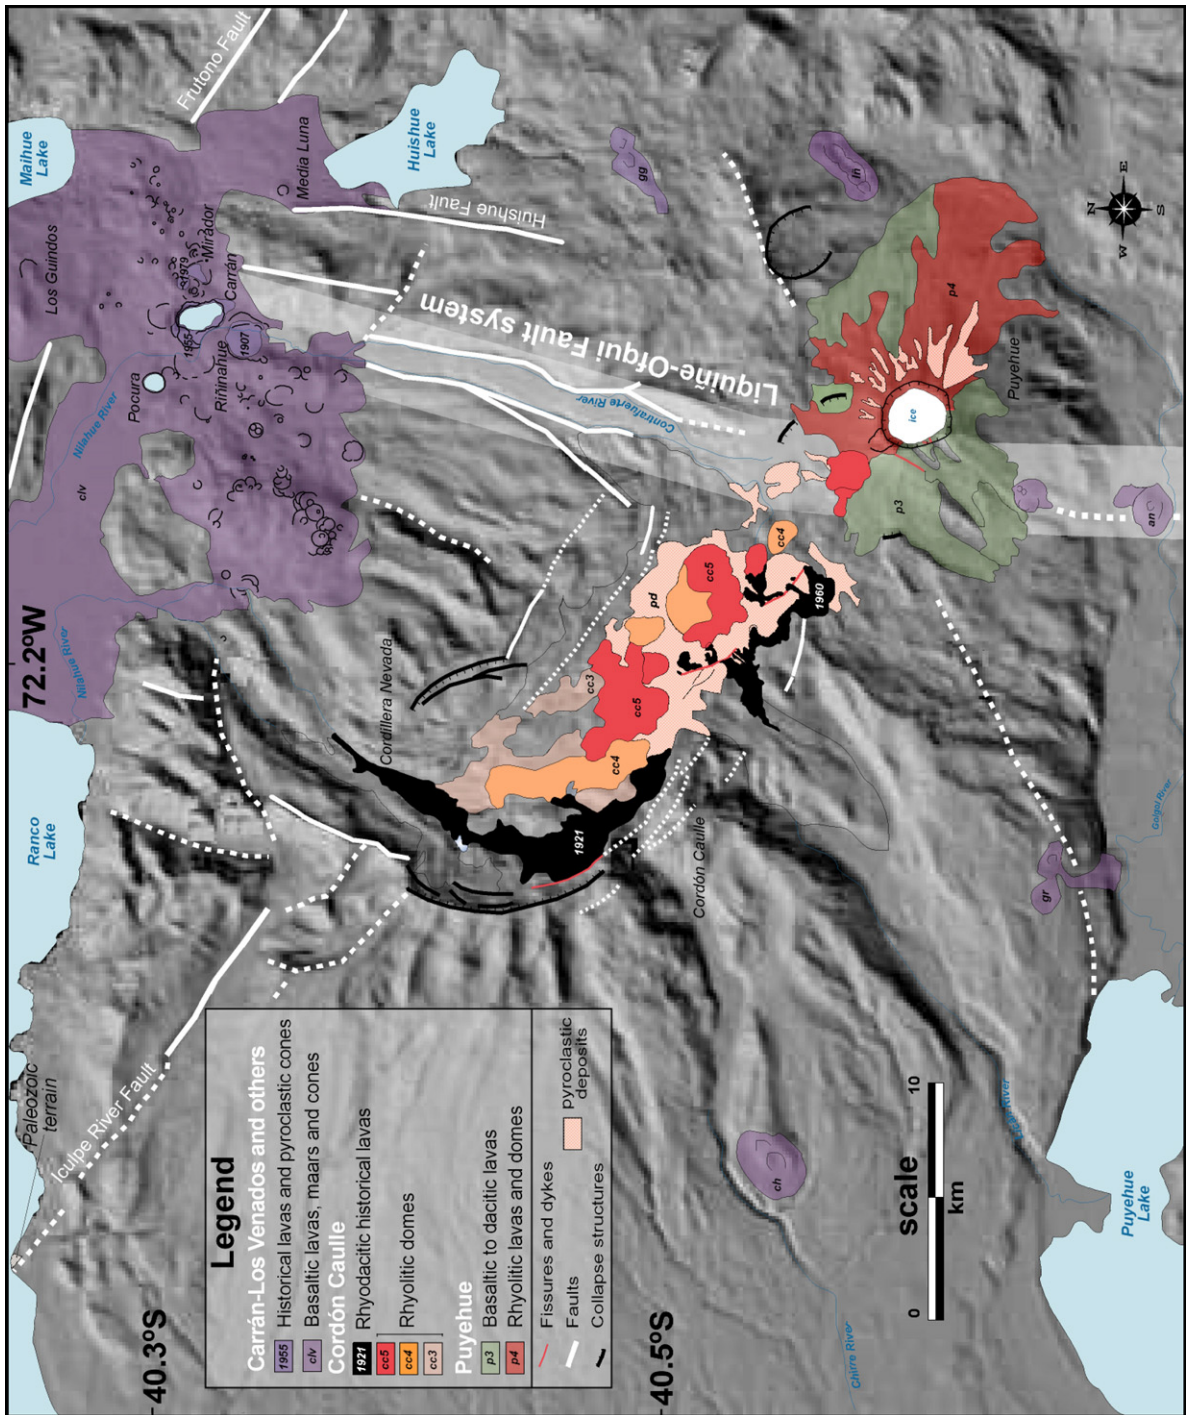 Frutono Fault
Maihue
Lake
Los Guindos
Media Luna
Huishue
Lake
Huishue Fault
1979
Mirador
Carrán
1955
1907
Riñinahue
Pocura
Nilahue River
clv
Nilahue River
72.2ºW
Ranco
Lake
Paleozoic
terrain
Iculpe River Fault
Liquiñe-Ofqui Fault system
Contrafuerte River
gg
N
E
S
W
p4
ice
Puyehue
p3
an
Cordillera Nevada
pd
cc5
cc4
1960
cc3
cc5
cc4
1921
Cordón Caulle
gr
Golgol River
ch
Chirre River
Puyehue
Lake
40.3ºS
40.5ºS
scale
0
10
km
Legend
Carrán-Los Venados and others
1955 Historical lavas and pyroclastic cones
clv Basaltic lavas, maars and cones
Cordón Caulle
1921 Rhyodacitic historical lavas
cc5
cc4 Rhyolitic domes
cc3
Puyehue
p3 Basaltic to dacitic lavas
p4 Rhyolitic lavas and domes
Fissures and dykes
Faults
Collapse structures
pyroclastic
deposits